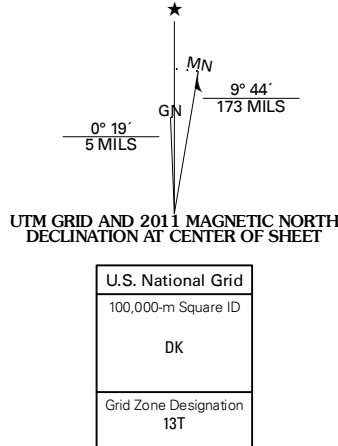 ★
MN
9° 44´
173 MILS
GN
0° 19´
5 MILS
UTM GRID AND 2011 MAGNETIC NORTH
DECLINATION AT CENTER OF SHEET
U.S. National Grid
100,000-m Square ID
DK
Grid Zone Designation
13T